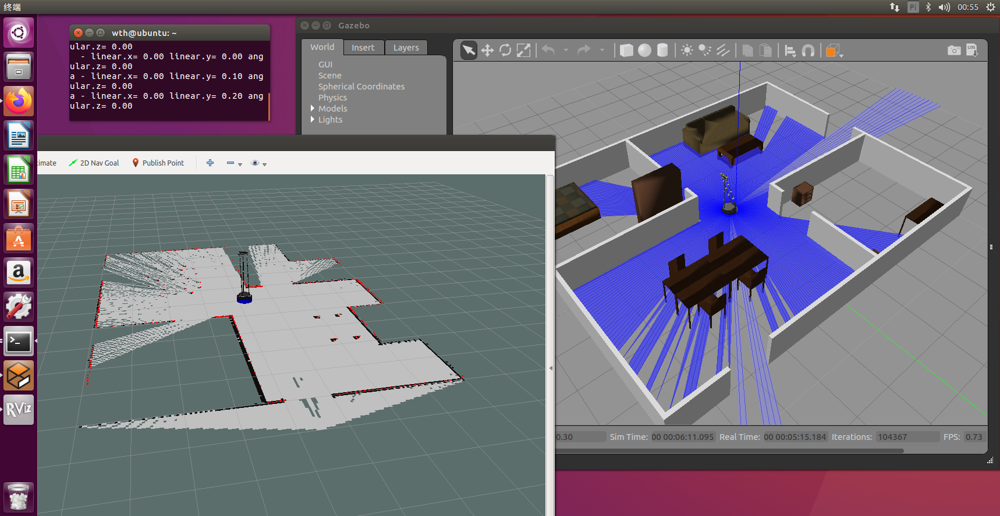 终端
Pi
00:55
wth@ubuntu: ~
ular.z= 0.00
- linear.x= 0.00 linear.y= 0.00 ang
ular.z= 0.00
a - linear.x= 0.00 linear.y= 0.10 ang
ular.z= 0.00
a - linear.x= 0.00 linear.y= 0.20 ang
ular.z= 0.00
Gazebo
World Insert Layers
LOG
GUI
Scene
Spherical Coordinates
Physics
Models
Lights
timate 2D Nav Goal Publish Point
A
a
>_
RViz
0.30 Sim Time: 00 00:06:11.095 Real Time: 00 00:05:15.184 Iterations: 104367 FPS: 0.73